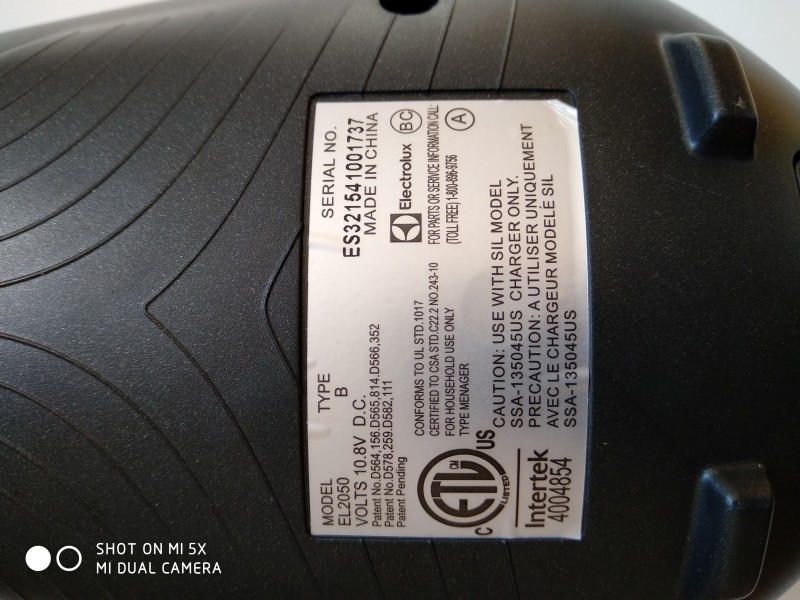 MODEL TYPE SERIAL NO.
EL2050 B ES321541001737
VOLTS 10.8V D.C. MADE IN CHINA
Patent No.D564,156.D565,814.D566,352
Patent No.D578,259.D582,111
Patent Pending
Electrolux BC
CONFORMS TO UL STD.1017
CERTIFIED TO CSA STD.C22.2 NO.243-10
FOR HOUSEHOLD USE ONLY
TYPE MENAGER
FOR PARTS OR SERVICE INFORMATION CALL:
(TOLL FREE) 1-800-896-9756
A
ETL CM
LISTED
C US
Intertek
4004854
CAUTION: USE WITH SIL MODEL
SSA-135045US CHARGER ONLY.
PRECAUTION: A UTILISER UNIQUEMENT
AVEC LE CHARGEUR MODELÉ SIL
SSA-135045US
SHOT ON MI 5X
MI DUAL CAMERA